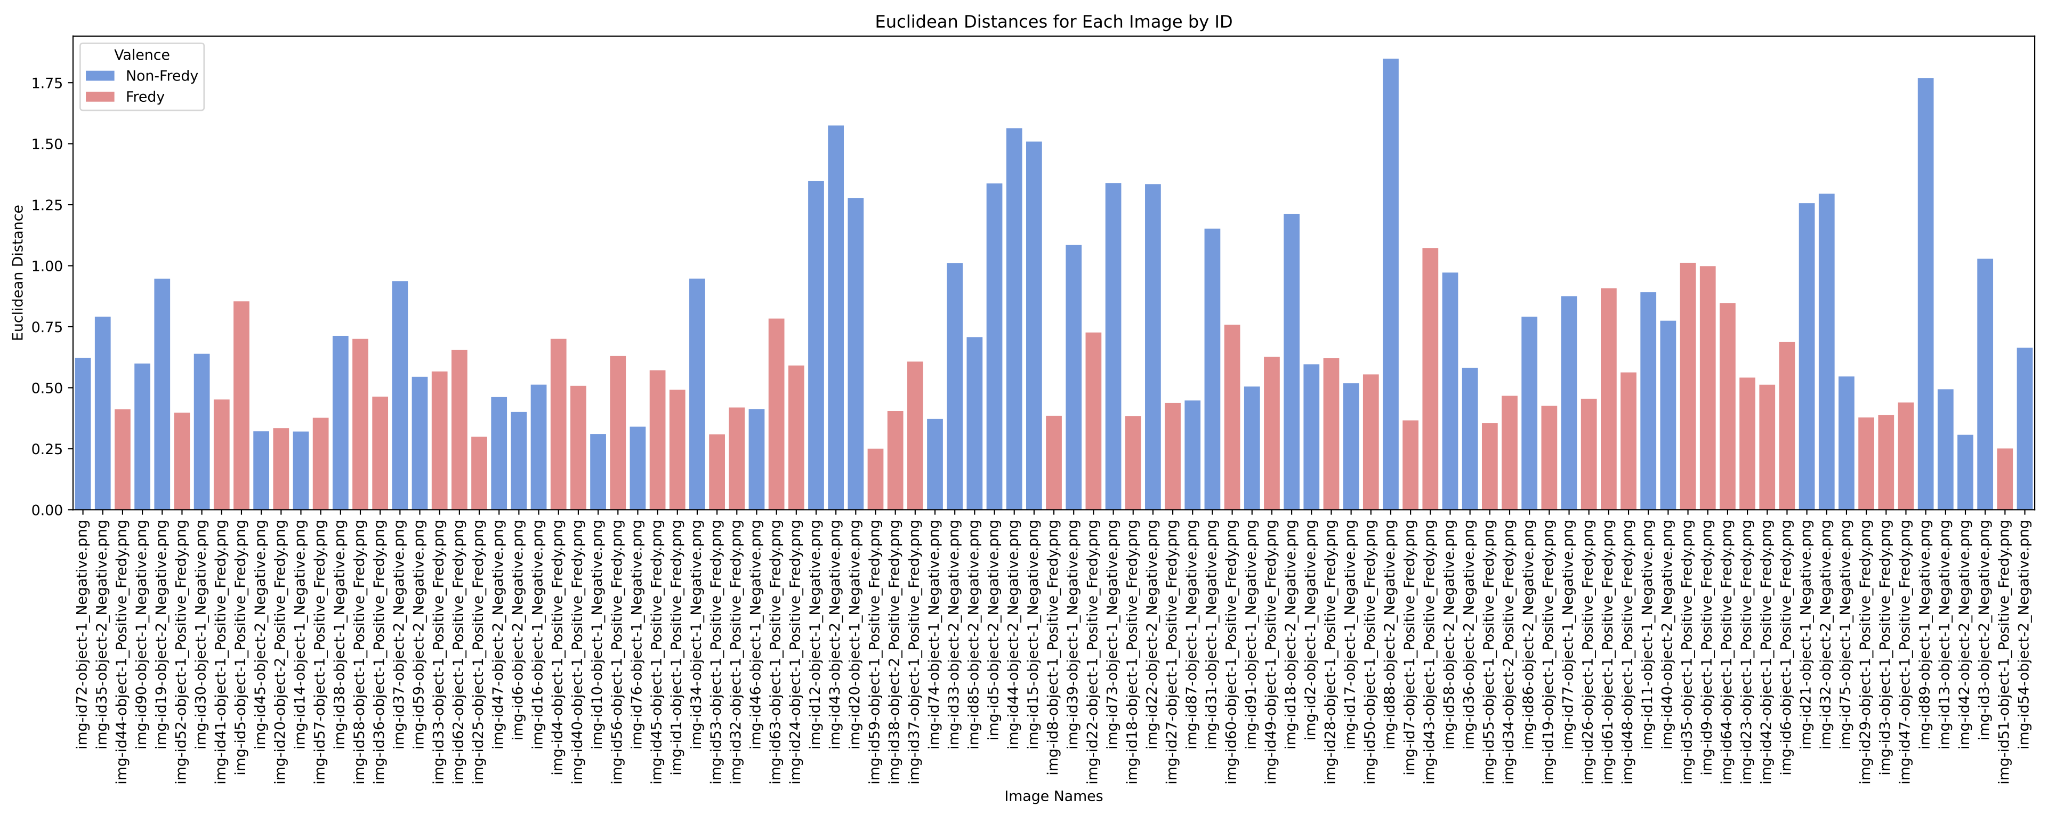 Euclidean Distances for Each Image by ID
Valence
Non-Fredy
Fredy
Euclidean Distance
1.75
1.50
1.25
1.00
0.75
0.50
0.25
0.00
img-id72-object-1_Negative.png
img-id35-object-2_Negative.png
img-id44-object-1_Positive_Fredy.png
img-id90-object-1_Negative.png
img-id19-object-2_Negative.png
img-id52-object-1_Positive_Fredy.png
img-id30-object-1_Negative.png
img-id41-object-1_Positive_Fredy.png
img-id5-object-1_Positive_Fredy.png
img-id45-object-2_Negative.png
img-id20-object-2_Positive_Fredy.png
img-id14-object-1_Negative.png
img-id57-object-1_Positive_Fredy.png
img-id38-object-1_Negative.png
img-id58-object-1_Positive_Fredy.png
img-id36-object-1_Positive_Fredy.png
img-id37-object-2_Negative.png
img-id59-object-2_Negative.png
img-id33-object-1_Positive_Fredy.png
img-id62-object-1_Positive_Fredy.png
img-id25-object-1_Positive_Fredy.png
img-id47-object-2_Negative.png
img-id6-object-2_Negative.png
img-id16-object-1_Negative.png
img-id4-object-1_Positive_Fredy.png
img-id40-object-1_Positive_Fredy.png
img-id10-object-1_Negative.png
img-id56-object-1_Positive_Fredy.png
img-id76-object-1_Negative.png
img-id45-object-1_Positive_Fredy.png
img-id1-object-1_Positive_Fredy.png
img-id34-object-1_Negative.png
img-id53-object-1_Positive_Fredy.png
img-id32-object-1_Positive_Fredy.png
img-id46-object-1_Negative.png
img-id63-object-1_Positive_Fredy.png
img-id24-object-1_Positive_Fredy.png
img-id12-object-1_Negative.png
img-id43-object-2_Negative.png
img-id20-object-1_Negative.png
img-id59-object-1_Positive_Fredy.png
img-id38-object-2_Positive_Fredy.png
img-id37-object-1_Positive_Fredy.png
img-id74-object-1_Negative.png
img-id33-object-2_Negative.png
img-id85-object-2_Negative.png
img-id5-object-2_Negative.png
img-id44-object-2_Negative.png
img-id15-object-1_Negative.png
img-id8-object-1_Positive_Fredy.png
img-id39-object-1_Negative.png
img-id22-object-1_Positive_Fredy.png
img-id73-object-1_Negative.png
img-id18-object-1_Positive_Fredy.png
img-id22-object-2_Negative.png
img-id27-object-1_Positive_Fredy.png
img-id87-object-1_Negative.png
img-id31-object-1_Negative.png
img-id60-object-1_Positive_Fredy.png
img-id91-object-1_Negative.png
img-id49-object-1_Positive_Fredy.png
img-id18-object-2_Negative.png
img-id2-object-1_Negative.png
img-id28-object-1_Positive_Fredy.png
img-id17-object-1_Negative.png
img-id50-object-1_Positive_Fredy.png
img-id88-object-1_Negative.png
img-id7-object-1_Positive_Fredy.png
img-id43-object-1_Positive_Fredy.png
img-id58-object-2_Negative.png
img-id36-object-2_Negative.png
img-id55-object-1_Positive_Fredy.png
img-id34-object-2_Positive_Fredy.png
img-id86-object-2_Negative.png
img-id19-object-1_Positive_Fredy.png
img-id77-object-1_Negative.png
img-id26-object-1_Positive_Fredy.png
img-id61-object-1_Positive_Fredy.png
img-id48-object-1_Positive_Fredy.png
img-id11-object-1_Negative.png
img-id40-object-2_Negative.png
img-id35-object-1_Positive_Fredy.png
img-id9-object-1_Positive_Fredy.png
img-id64-object-1_Positive_Fredy.png
img-id23-object-1_Positive_Fredy.png
img-id42-object-1_Positive_Fredy.png
img-id6-object-1_Positive_Fredy.png
img-id21-object-1_Negative.png
img-id32-object-2_Negative.png
img-id75-object-1_Negative.png
img-id29-object-1_Positive_Fredy.png
img-id3-object-1_Positive_Fredy.png
img-id47-object-1_Positive_Fredy.png
img-id89-object-1_Negative.png
img-id13-object-1_Negative.png
img-id42-object-2_Negative.png
img-id3-object-2_Negative.png
img-id51-object-1_Positive_Fredy.png
img-id54-object-2_Negative.png
Image Names